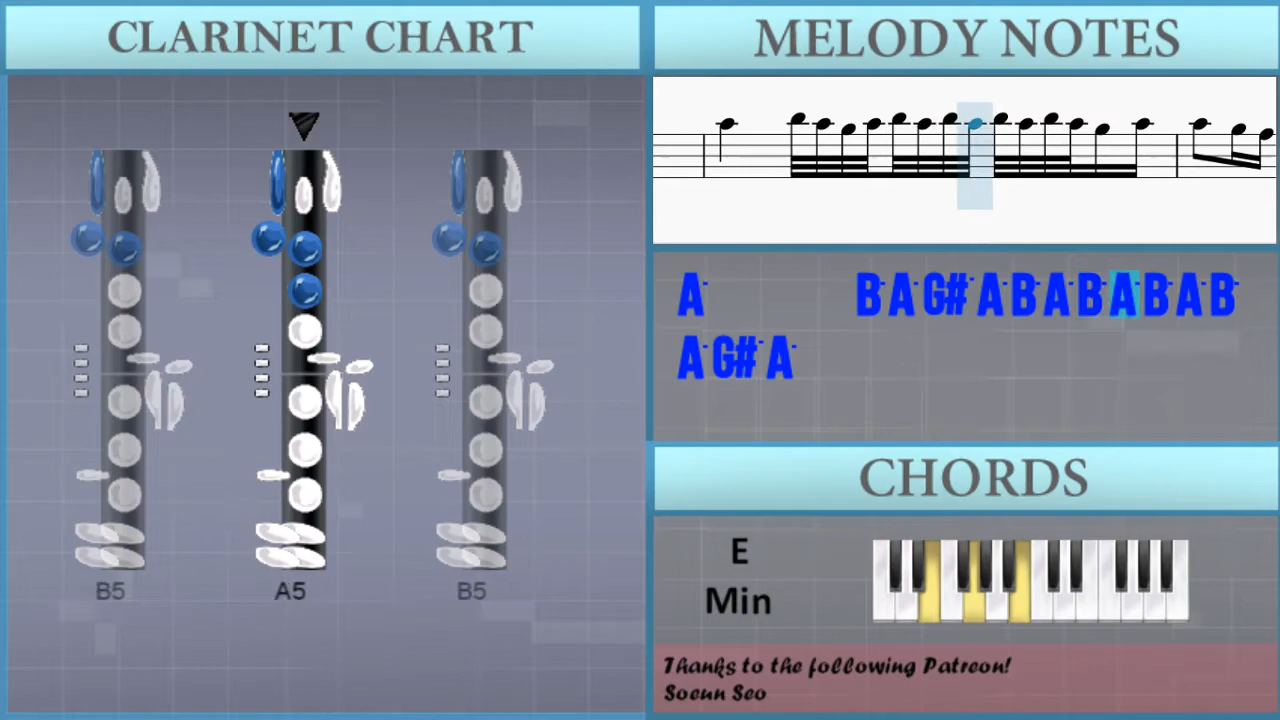 CLARINET CHART
B5 A5 B5
MELODY NOTES
A B A G# A B A B A B A B
A G# A
CHORDS
E
Min
Thanks to the following Patreon!
Soeun Seo